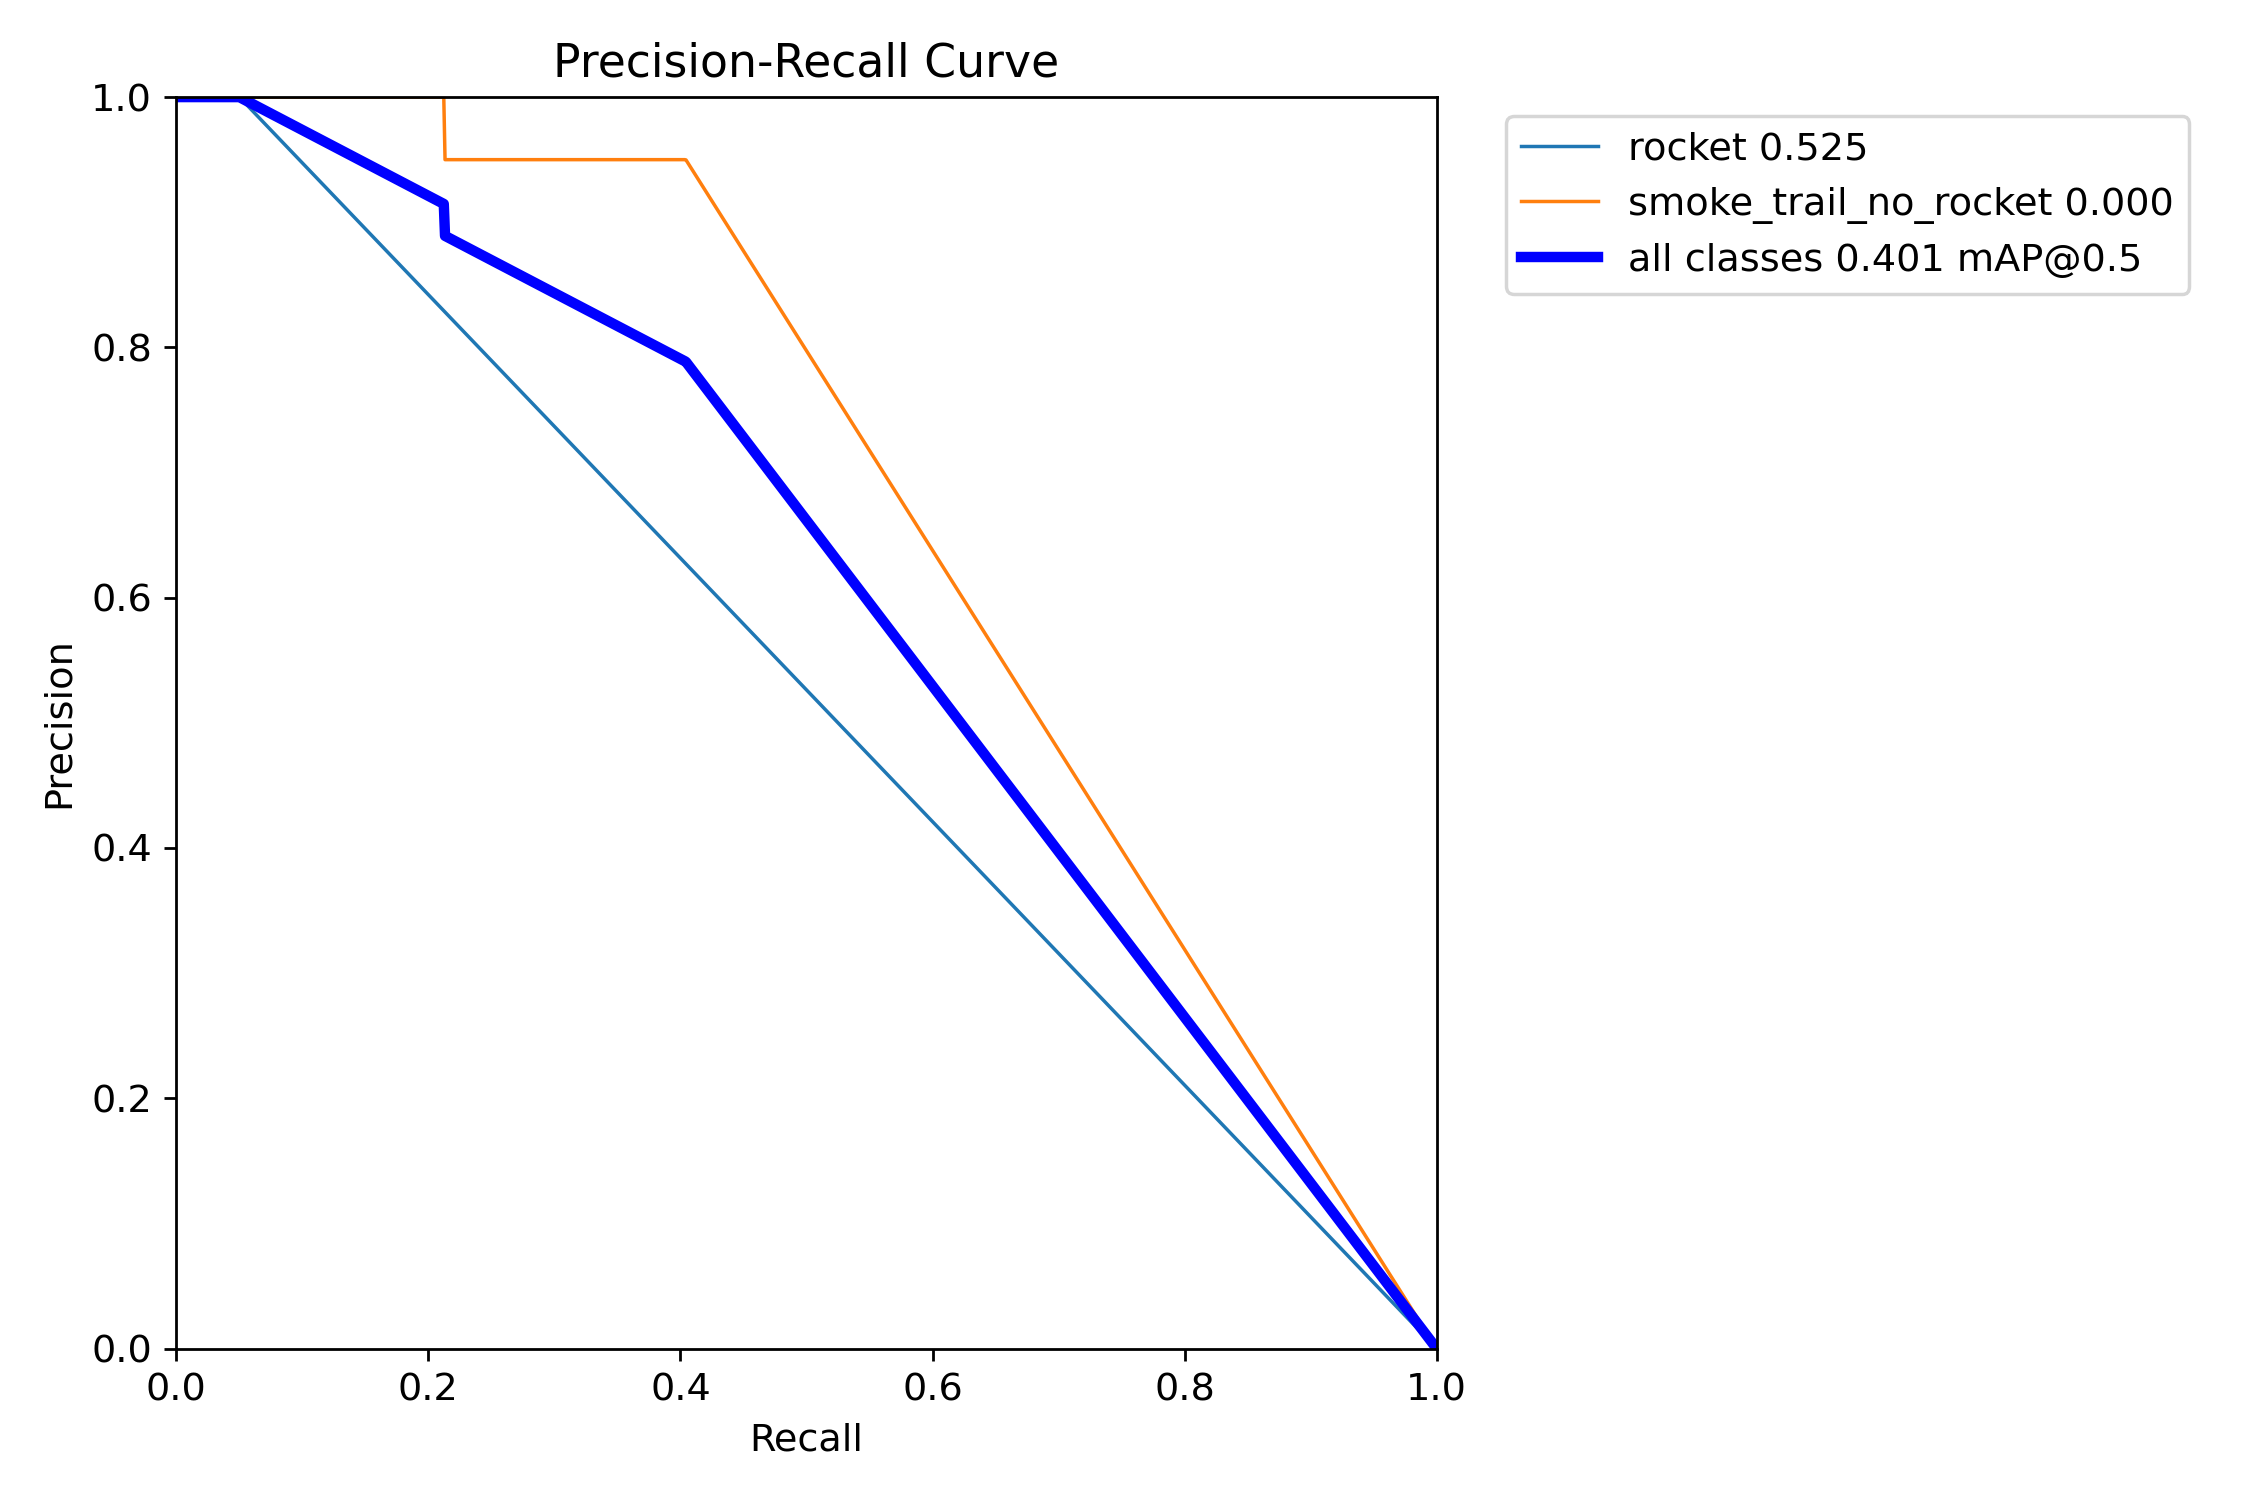 Precision-Recall Curve
1.0
0.8
0.6
0.4
0.2
0.0
Precision
0.0 0.2 0.4 0.6 0.8 1.0
Recall
rocket 0.525
smoke_trail_no_rocket 0.000
all classes 0.401 mAP@0.5